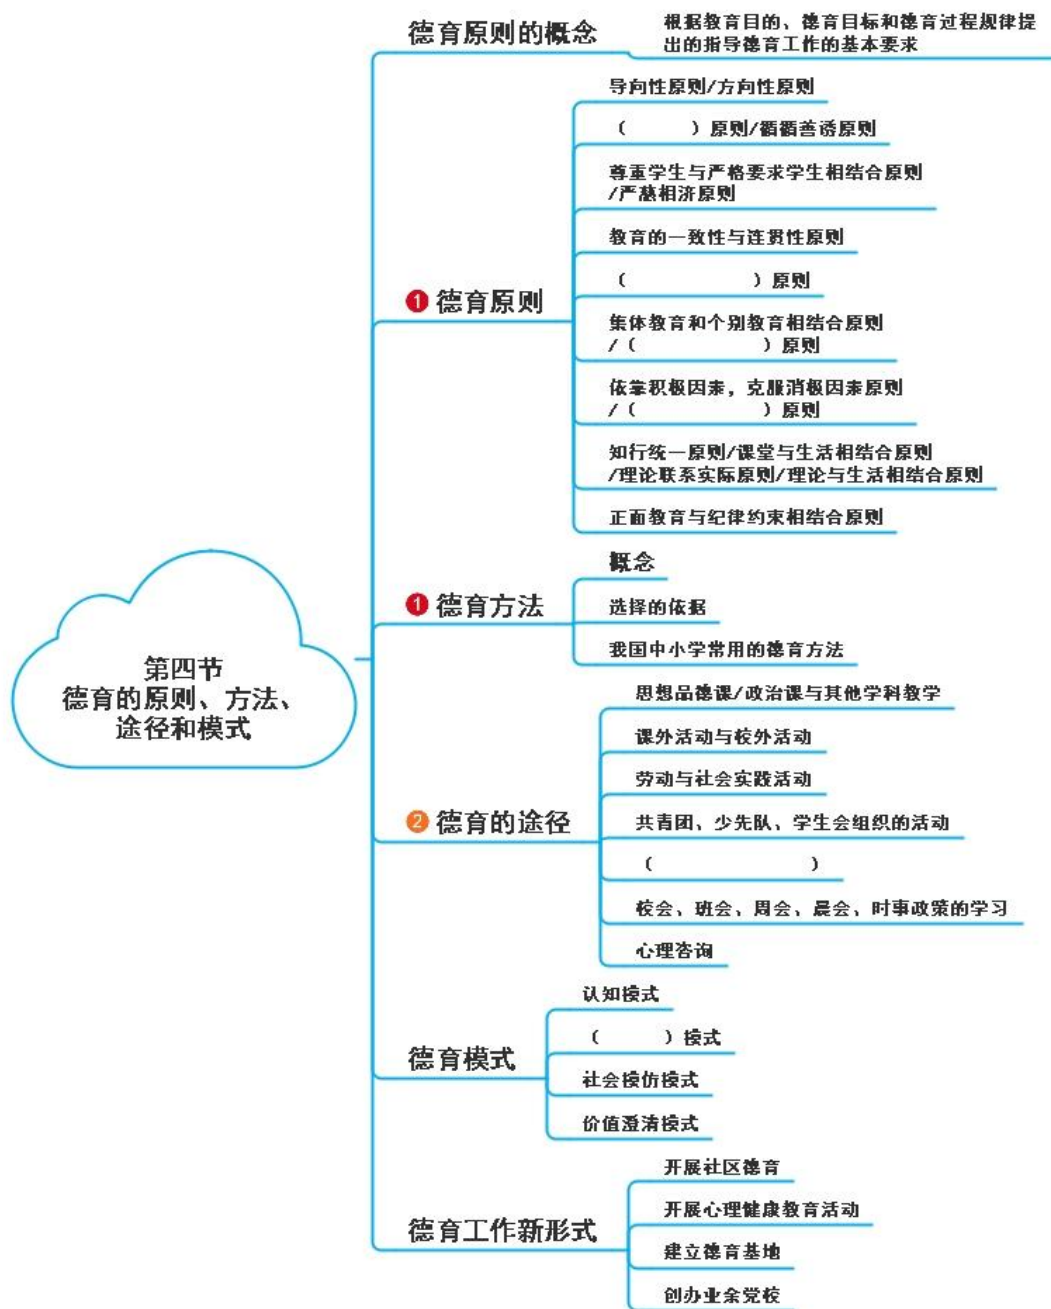 德育原则的概念
根据教育目的、德育目标和德育过程规律提
出的指导德育工作的基本要求
1 德育原则
导向性原则/方向性原则
（ ）原则/循循善诱原则
尊重学生与严格要求学生相结合原则
/严慈相济原则
教育的一致性与连贯性原则
（ ）原则
集体教育和个别教育相结合原则
/（ ）原则
依靠积极因素，克服消极因素原则
/（ ）原则
知行统一原则/课堂与生活相结合原则
/理论联系实际原则/理论与生活相结合原则
正面教育与纪律约束相结合原则
第四节
德育的原则、方法、
途径和模式
1 德育方法
概念
选择的依据
我国中小学常用的德育方法
2 德育的途径
思想品德课/政治课与其他学科教学
课外活动与校外活动
劳动与社会实践活动
共青团、少先队、学生会组织的活动
（ ）
校会、班会、周会、晨会、时事政策的学习
心理咨询
德育模式
认知模式
（ ）模式
社会模仿模式
价值澄清模式
德育工作新形式
开展社区德育
开展心理健康教育活动
建立德育基地
创办业余党校